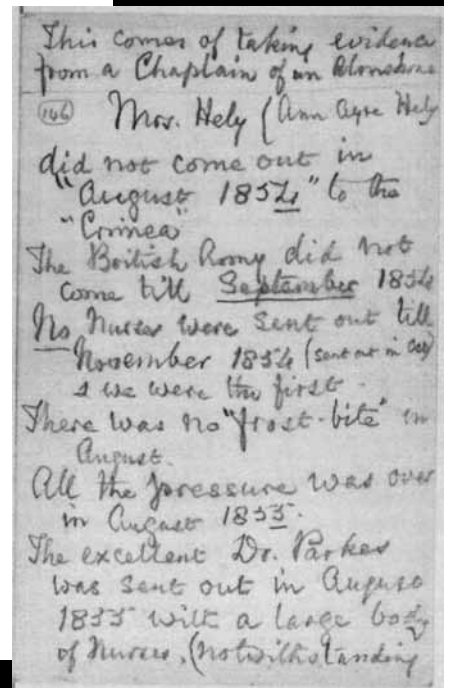 This comes of taking evidence
from a Chaplain of an
(146) Mrs. Hely (Ann Ayre Hely
did not come out in
"August 1854" to the
"Crimea"
The British Army did not
come till September 1854
No Nurses were sent out till
November 1854 (sent out in Oct)
& we were the first.
There was no "frost-bite" in
August.
All the pressure was over
in August 1855.
The excellent Dr. Parkes
was sent out in August
1855 with a large body
of Nurses, (notwithstanding